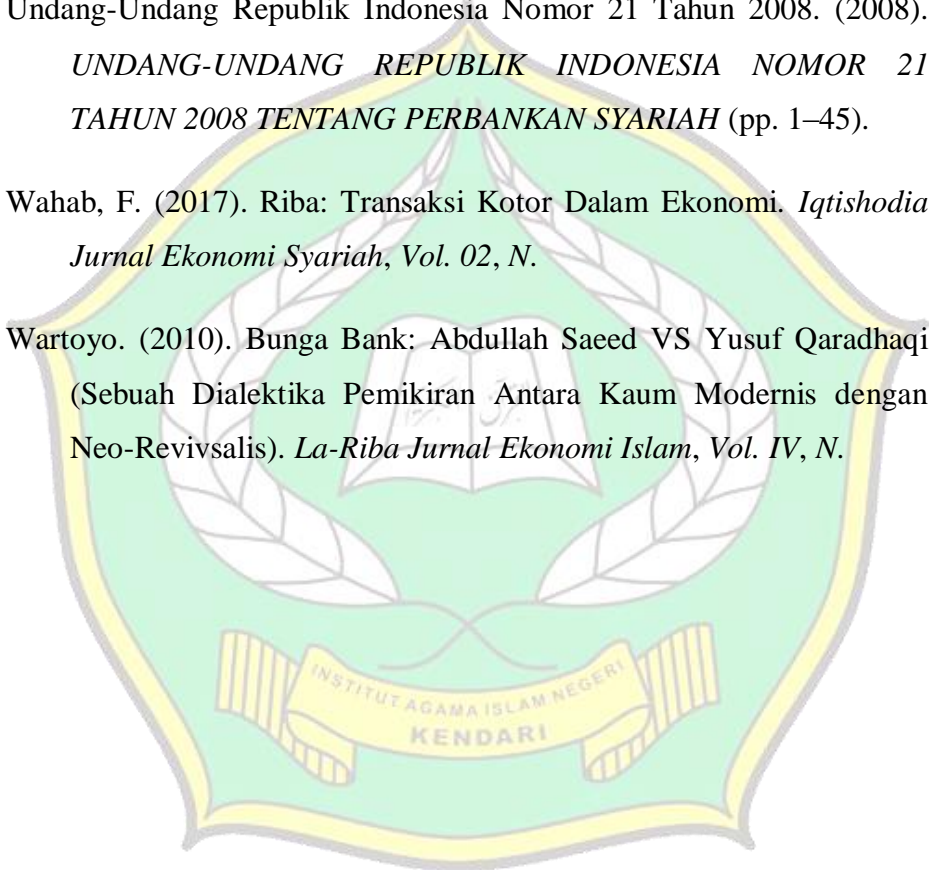 Undang-Undang Republik Indonesia Nomor 21 Tahun 2008. (2008).
UNDANG-UNDANG REPUBLIK INDONESIA NOMOR 21
TAHUN 2008 TENTANG PERBANKAN SYARIAH (pp. 1–45).
Wahab, F. (2017). Riba: Transaksi Kotor Dalam Ekonomi. Iqtishodia
Jurnal Ekonomi Syariah, Vol. 02, N.
Wartoyo. (2010). Bunga Bank: Abdullah Saeed VS Yusuf Qaradhaqi
(Sebuah Dialektika Pemikiran Antara Kaum Modernis dengan
Neo-Revivsalis). La-Riba Jurnal Ekonomi Islam, Vol. IV, N.
INSTITUT AGAMA ISLAM NEGERI
KENDARI